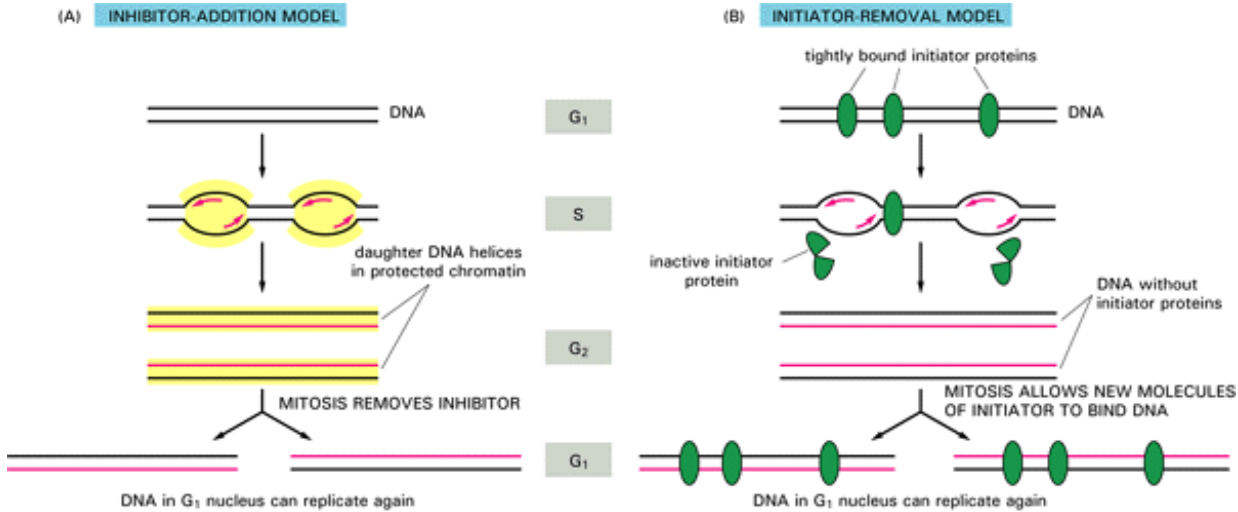 (A) INHIBITOR-ADDITION MODEL
DNA
daughter DNA helices
in protected chromatin
MITOSIS REMOVES INHIBITOR
DNA in G₁ nucleus can replicate again
G₁
S
G₂
G₁
(B) INITIATOR-REMOVAL MODEL
tightly bound initiator proteins
DNA
inactive initiator
protein
DNA without
initiator proteins
MITOSIS ALLOWS NEW MOLECULES
OF INITIATOR TO BIND DNA
DNA in G₁ nucleus can replicate again